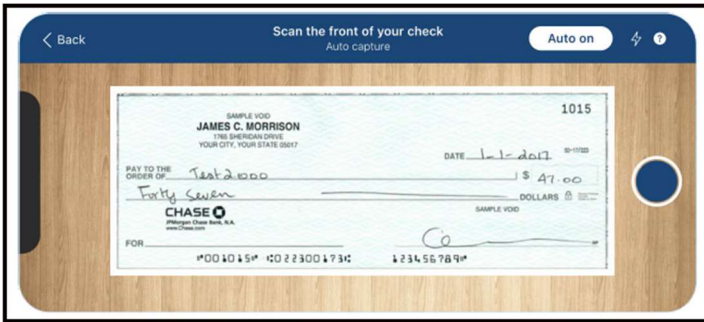 Back
Scan the front of your check
Auto capture
Auto on
?
1015
SAMPLE VOID
JAMES C. MORRISON
1765 SHERIDAN DRIVE
YOUR CITY, YOUR STATE 05017
DATE 1-1-2017
PAY TO THE
ORDER OF Test 2000 $ 47.00
Forty Seven DOLLARS
CHASE
JPMorgan Chase Bank, N.A.
www.Chase.com
SAMPLE VOID
FOR
⑈001015⑈ ⑆022300173⑆ 123456789⑈